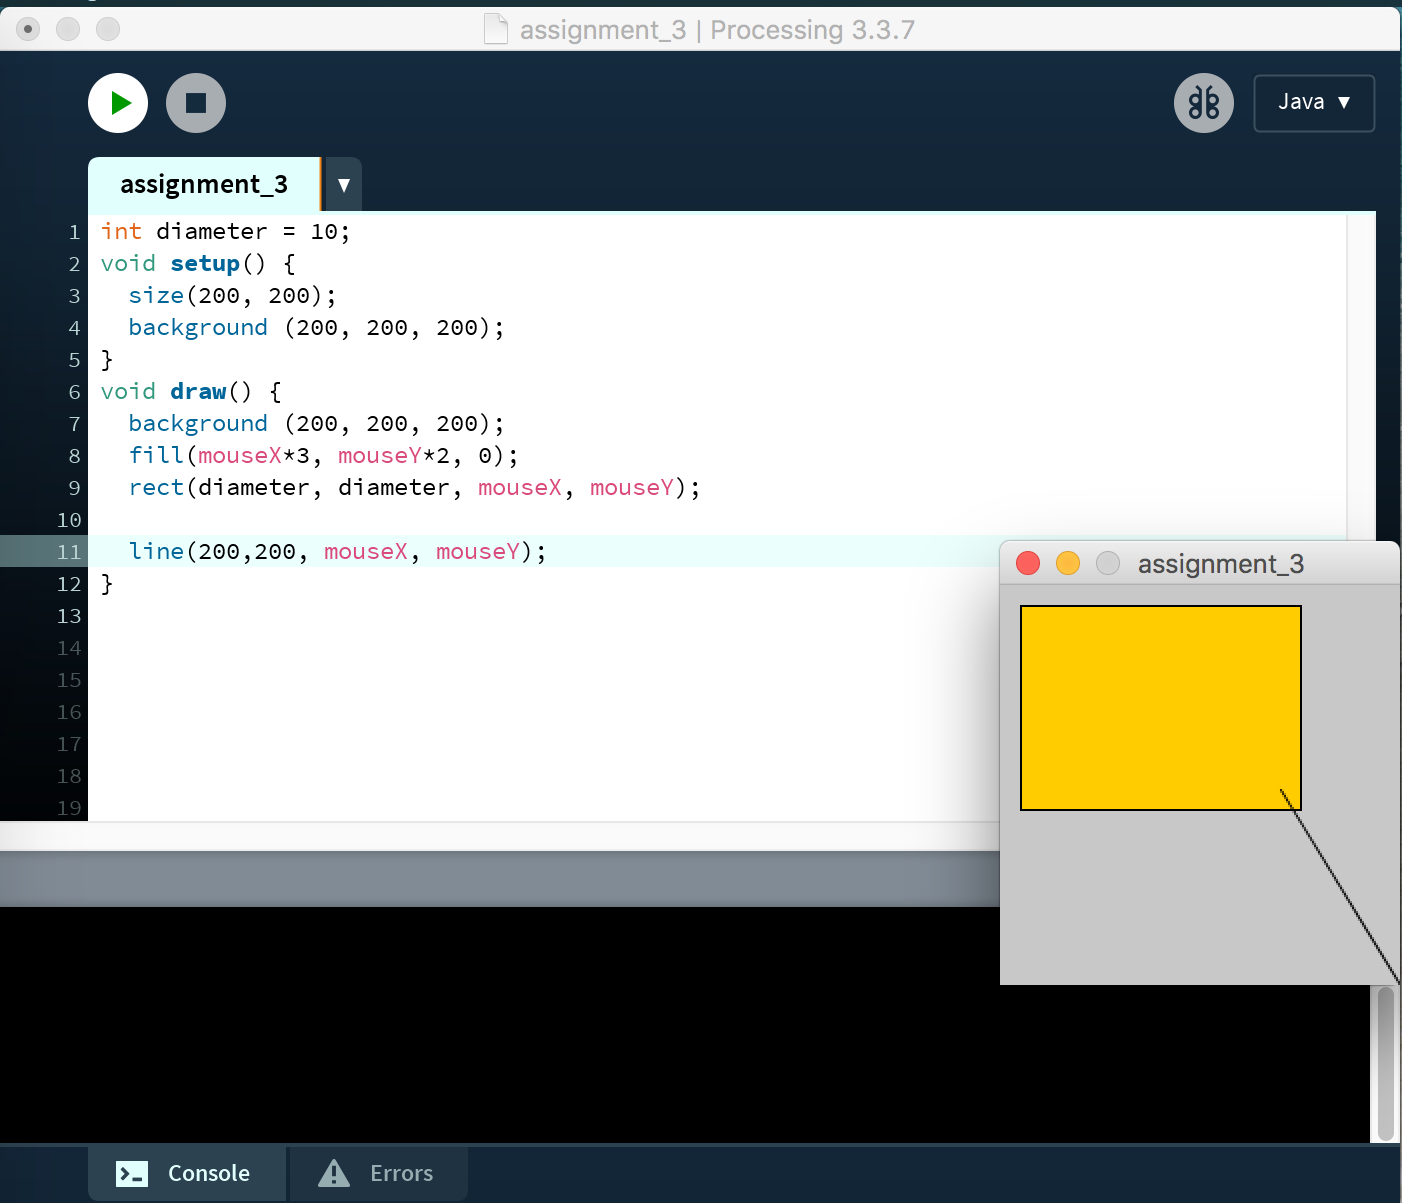 assignment_3 | Processing 3.3.7
Java ▼
assignment_3 ▼
1 int diameter = 10;
2 void setup() {
3   size(200, 200);
4   background (200, 200, 200);
5 }
6 void draw() {
7   background (200, 200, 200);
8   fill(mouseX*3, mouseY*2, 0);
9   rect(diameter, diameter, mouseX, mouseY);
10
11   line(200,200, mouseX, mouseY);
12 }
13
14
15
16
17
18
19
assignment_3
Console
Errors